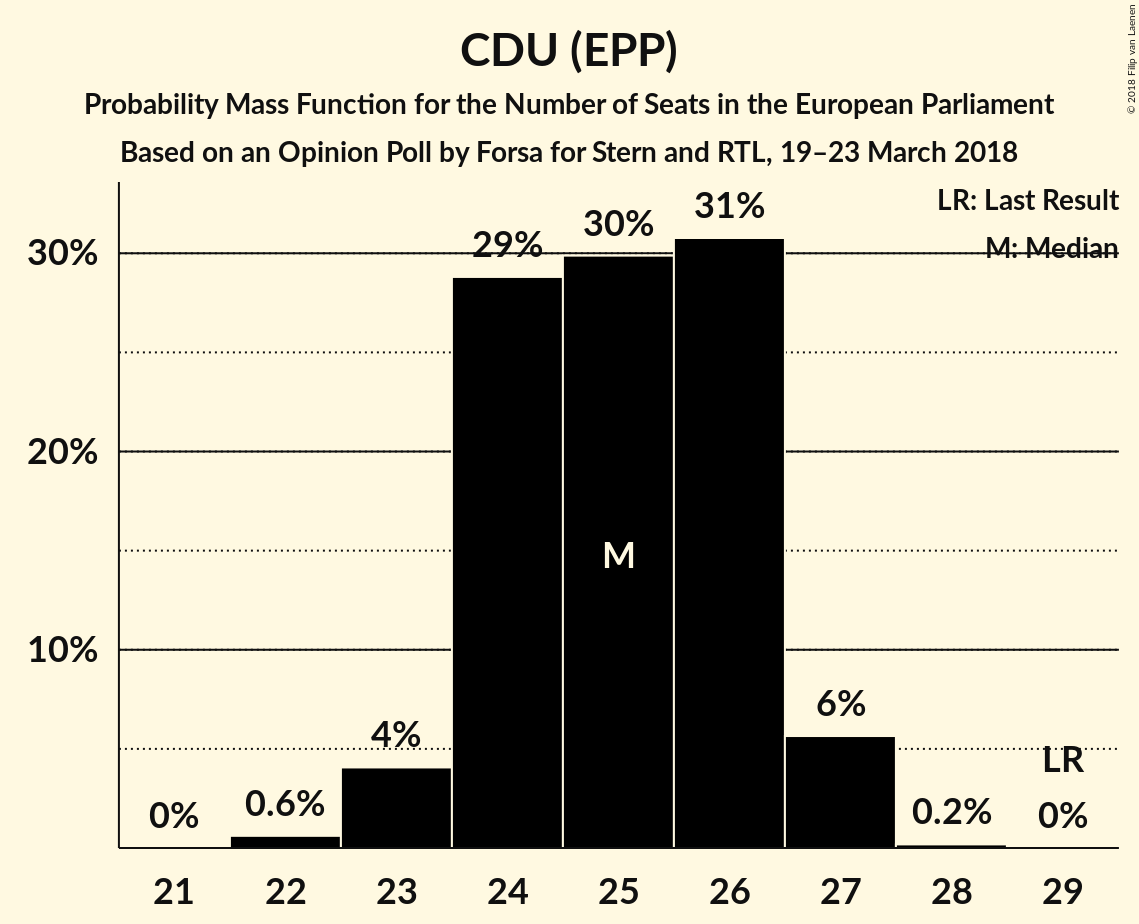 CDU (EPP)
Probability Mass Function for the Number of Seats in the European Parliament
Based on an Opinion Poll by Forsa for Stern and RTL, 19–23 March 2018
© 2018 Filip van Laenen
LR: Last Result
M: Median
30%
20%
10%
0%
0.6%
4%
29%
30%
31%
6%
0.2%
0%
M
LR
21 22 23 24 25 26 27 28 29